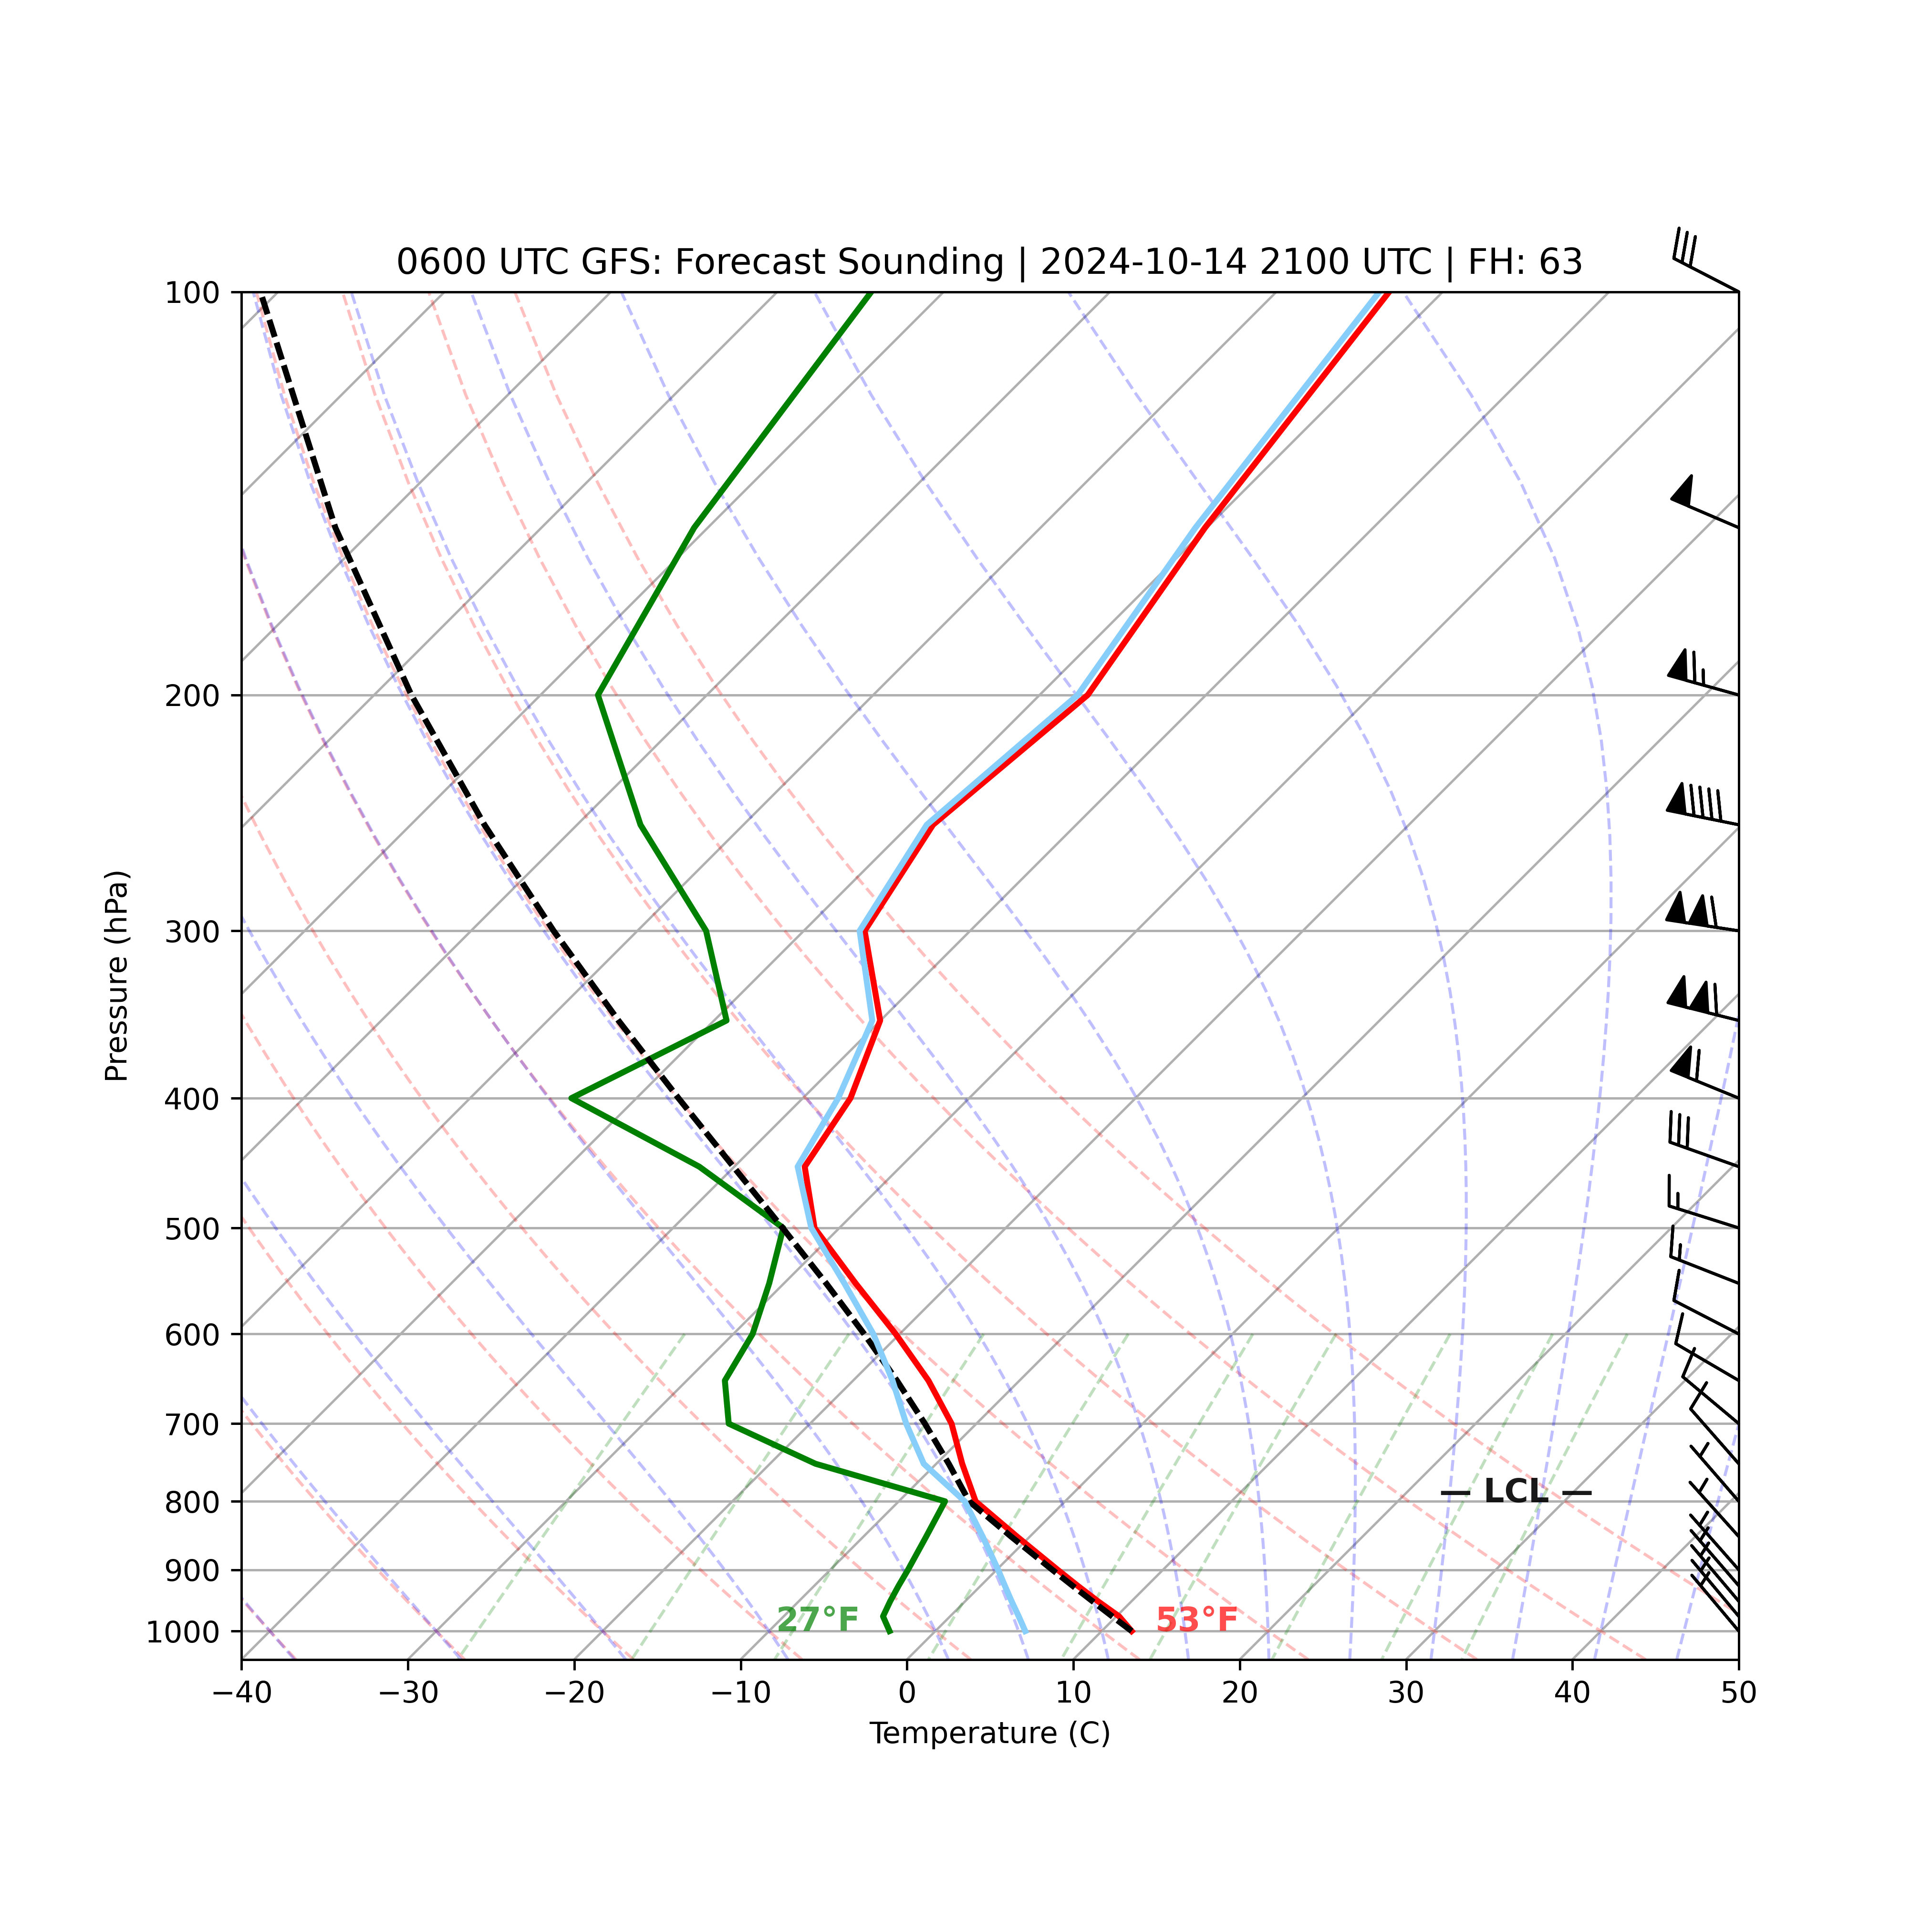 0600 UTC GFS: Forecast Sounding | 2024-10-14 2100 UTC | FH: 63
100
200
300
400
500
600
700
800
900
1000
Pressure (hPa)
— LCL —
27°F
53°F
−40 −30 −20 −10 0 10 20 30 40 50
Temperature (C)